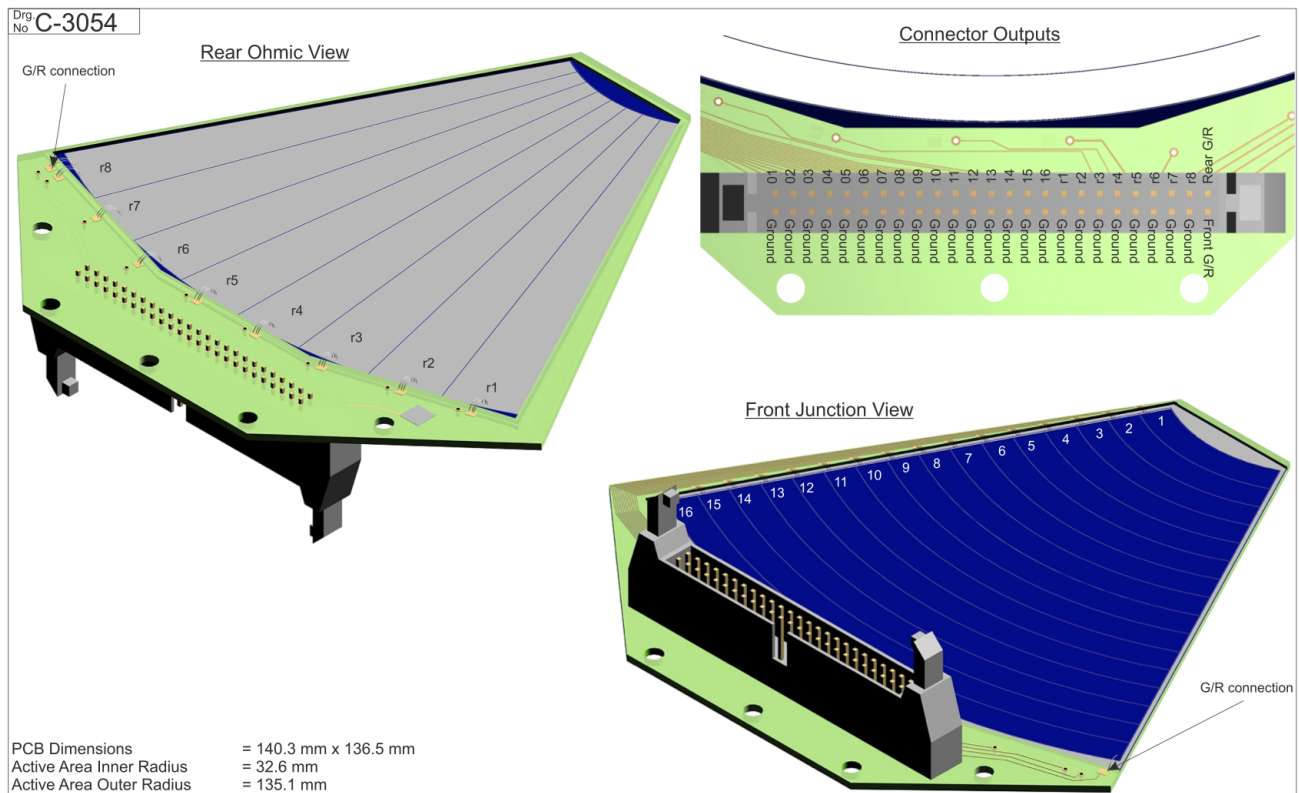 Drg.
No C-3054
Rear Ohmic View
G/R connection
r8
r7
r6
r5
r4
r3
r2
r1
Connector Outputs
01 02 03 04 05 06 07 08 09 10 11 12 13 14 15 16 r1 r2 r3 r4 r5 r6 r7 r8 Rear G/R
Ground Ground Ground Ground Ground Ground Ground Ground Ground Ground Ground Ground Ground Ground Ground Ground Ground Ground Ground Ground Ground Ground Ground Ground Front G/R
Front Junction View
1
2
3
4
5
6
7
8
9
10
11
12
13
14
15
16
G/R connection
PCB Dimensions = 140.3 mm x 136.5 mm
Active Area Inner Radius = 32.6 mm
Active Area Outer Radius = 135.1 mm